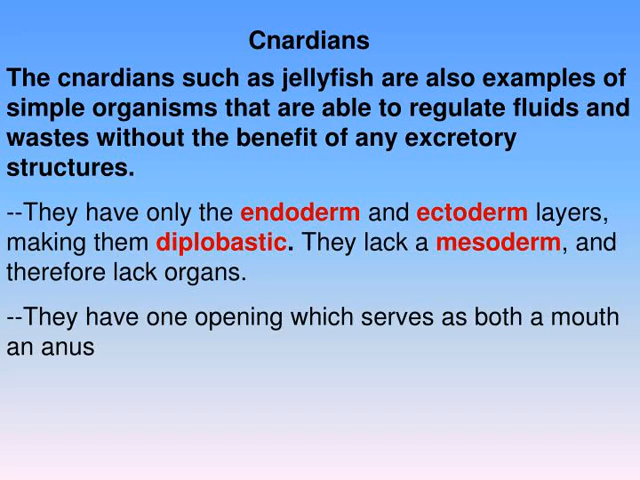 Cnardians
The cnardians such as jellyfish are also examples of
simple organisms that are able to regulate fluids and
wastes without the benefit of any excretory
structures.
--They have only the endoderm and ectoderm layers,
making them diplobastic. They lack a mesoderm, and
therefore lack organs.
--They have one opening which serves as both a mouth
an anus